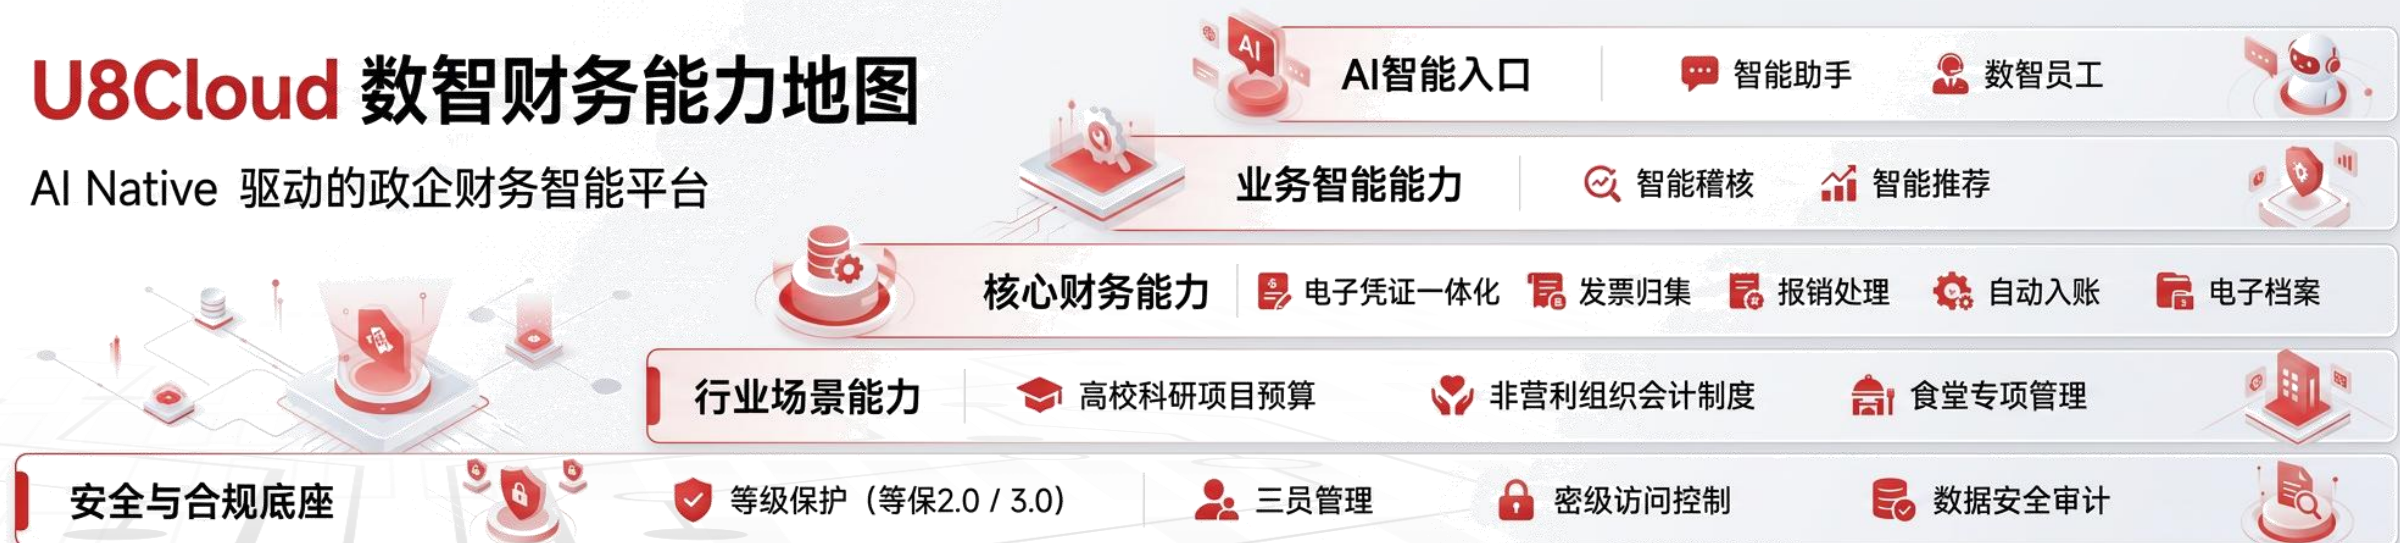 U8Cloud 数智财务能力地图
AI Native 驱动的政企财务智能平台
AI
AI智能入口
智能助手
数智员工
业务智能能力
智能稽核
智能推荐
核心财务能力
电子凭证一体化
发票归集
报销处理
自动入账
电子档案
行业场景能力
高校科研项目预算
非营利组织会计制度
食堂专项管理
安全与合规底座
等级保护（等保2.0 / 3.0）
三员管理
密级访问控制
数据安全审计